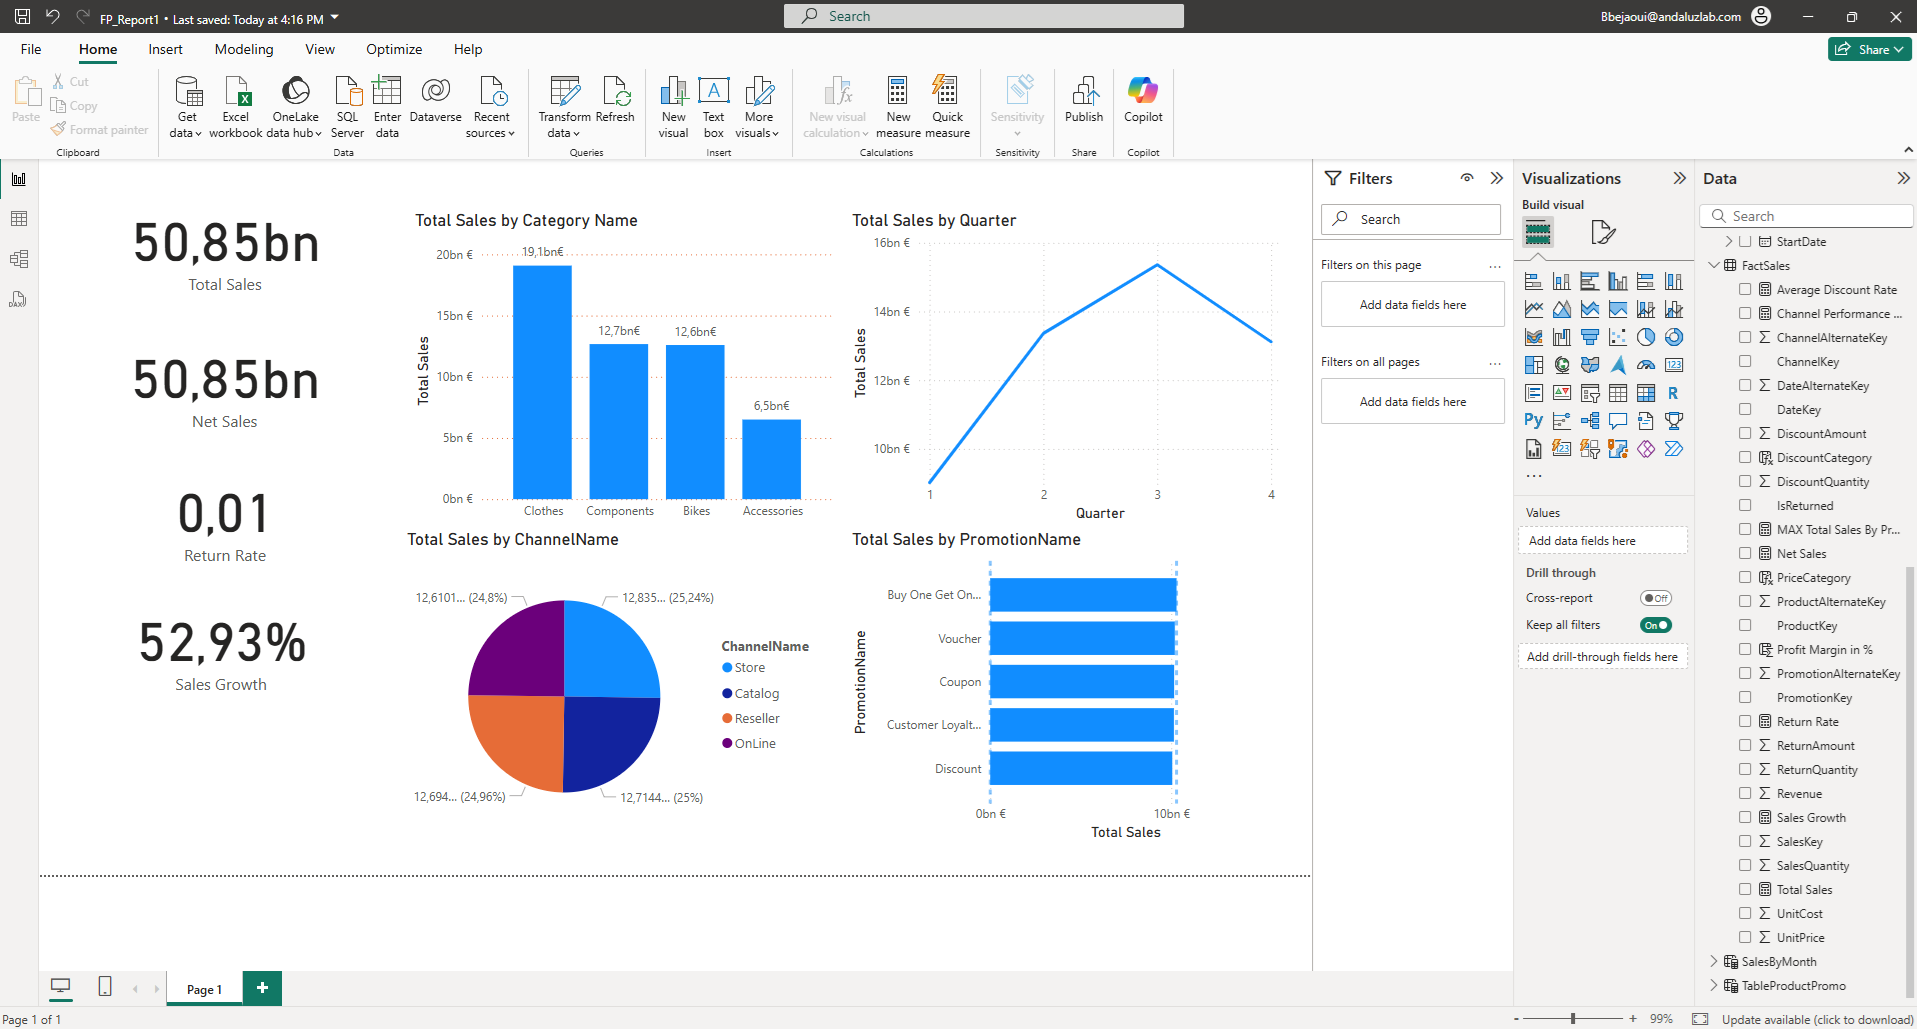 FP_Report1 • Last saved: Today at 4:16 PM
Search
Bbejaoui@andaluzlab.com
File
Home
Insert
Modeling
View
Optimize
Help
Share
Paste
Cut
Copy
Format painter
Clipboard
Get data
Excel workbook
OneLake data hub
SQL Server
Enter data
Dataverse
Recent sources
Data
Transform data
Refresh
Queries
New visual
Text box
More visuals
Insert
New visual calculation
New measure
Quick measure
Calculations
Sensitivity
Sensitivity
Publish
Share
Copilot
Copilot
50,85bn
Total Sales
50,85bn
Net Sales
0,01
Return Rate
52,93%
Sales Growth
Total Sales by Category Name
Total Sales
20bn €
15bn €
10bn €
5bn €
0bn €
19,1bn€
12,7bn€
12,6bn€
6,5bn€
Clothes
Components
Bikes
Accessories
Total Sales by Quarter
Total Sales
16bn €
14bn €
12bn €
10bn €
1
2
3
4
Quarter
Total Sales by ChannelName
12,6101... (24,8%)
12,835... (25,24%)
12,694... (24,96%)
12,7144... (25%)
ChannelName
Store
Catalog
Reseller
OnLine
Total Sales by PromotionName
PromotionName
Buy One Get On...
Voucher
Coupon
Customer Loyalt...
Discount
0bn €
10bn €
Total Sales
Filters
Search
Filters on this page
...
Add data fields here
Filters on all pages
...
Add data fields here
Visualizations
Build visual
123
R
Py
123
...
Values
Add data fields here
Drill through
Cross-report
Off
Keep all filters
On
Add drill-through fields here
Data
Search
StartDate
FactSales
Average Discount Rate
Channel Performance ...
ChannelAlternateKey
ChannelKey
DateAlternateKey
DateKey
DiscountAmount
DiscountCategory
DiscountQuantity
IsReturned
MAX Total Sales By Pr...
Net Sales
PriceCategory
ProductAlternateKey
ProductKey
Profit Margin in %
PromotionAlternateKey
PromotionKey
Return Rate
ReturnAmount
ReturnQuantity
Revenue
Sales Growth
SalesKey
SalesQuantity
Total Sales
UnitCost
UnitPrice
SalesByMonth
TableProductPromo
Page 1
+
Page 1 of 1
- + 99%
Update available (click to download)